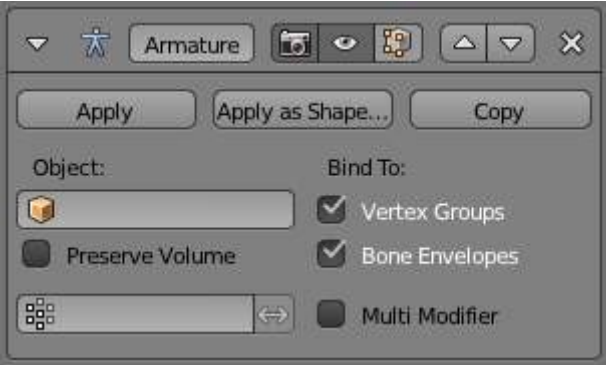 Armature
Apply Apply as Shape... Copy
Object: Bind To:
Vertex Groups
Preserve Volume Bone Envelopes
Multi Modifier